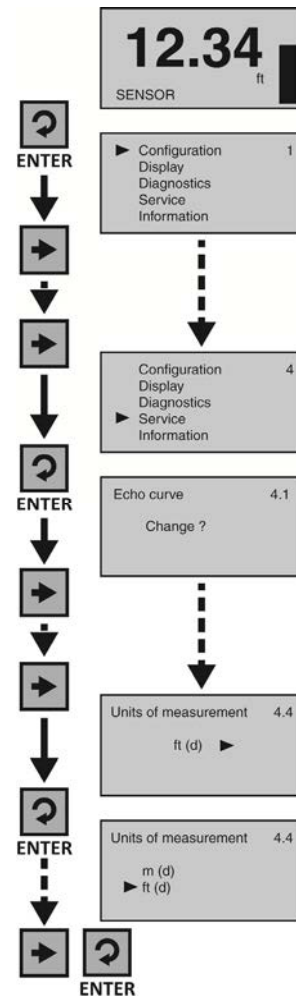 12.34
ft
SENSOR
ENTER
Configuration 1
Display
Diagnostics
Service
Information
Configuration 4
Display
Diagnostics
Service
Information
ENTER
Echo curve 4.1
Change ?
Units of measurement 4.4
ft (d)
ENTER
Units of measurement 4.4
m (d)
ft (d)
ENTER